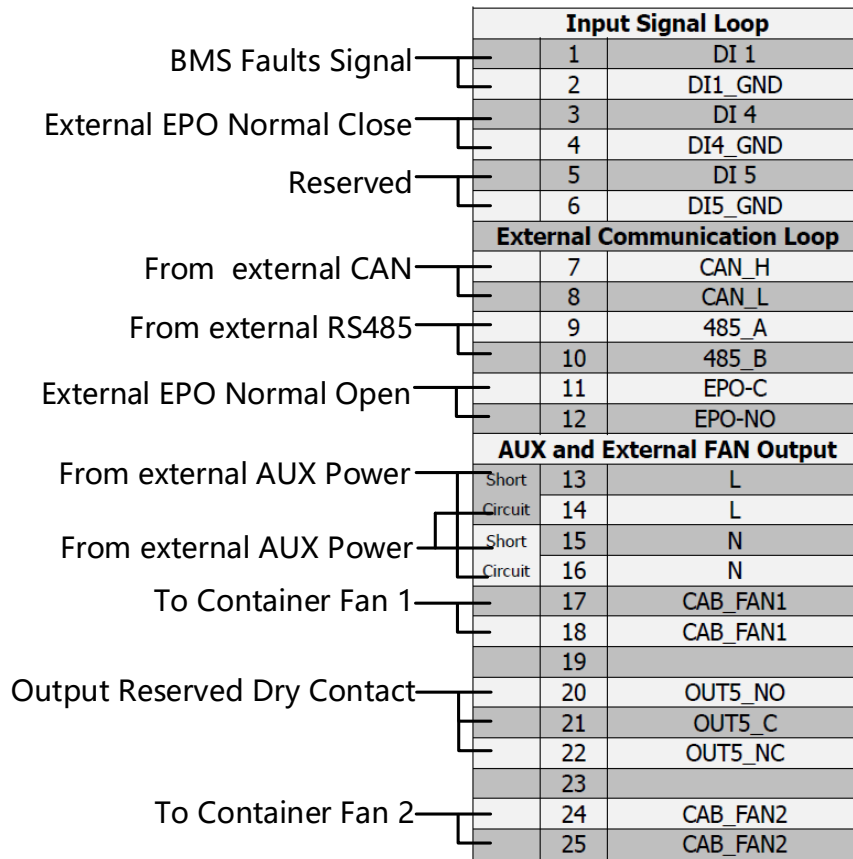 Input Signal Loop
BMS Faults Signal
1 DI 1
2 DI1_GND
External EPO Normal Close
3 DI 4
4 DI4_GND
Reserved
5 DI 5
6 DI5_GND
External Communication Loop
From external CAN
7 CAN_H
8 CAN_L
From external RS485
9 485_A
10 485_B
External EPO Normal Open
11 EPO-C
12 EPO-NO
AUX and External FAN Output
From external AUX Power
Short 13 L
Circuit 14 L
From external AUX Power
Short 15 N
Circuit 16 N
To Container Fan 1
17 CAB_FAN1
18 CAB_FAN1
19
Output Reserved Dry Contact
20 OUT5_NO
21 OUT5_C
22 OUT5_NC
23
To Container Fan 2
24 CAB_FAN2
25 CAB_FAN2